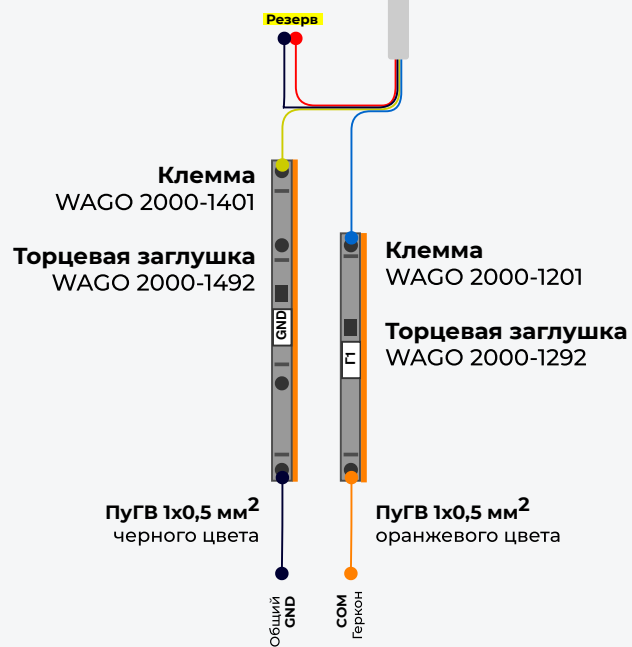 Резерв
Клемма
WAGO 2000-1401
Торцевая заглушка
WAGO 2000-1492
Клемма
WAGO 2000-1201
Торцевая заглушка
WAGO 2000-1292
GND
Г1
ПуГВ 1х0,5 мм²
черного цвета
ПуГВ 1х0,5 мм²
оранжевого цвета
Общий
GND
COM
Геркон